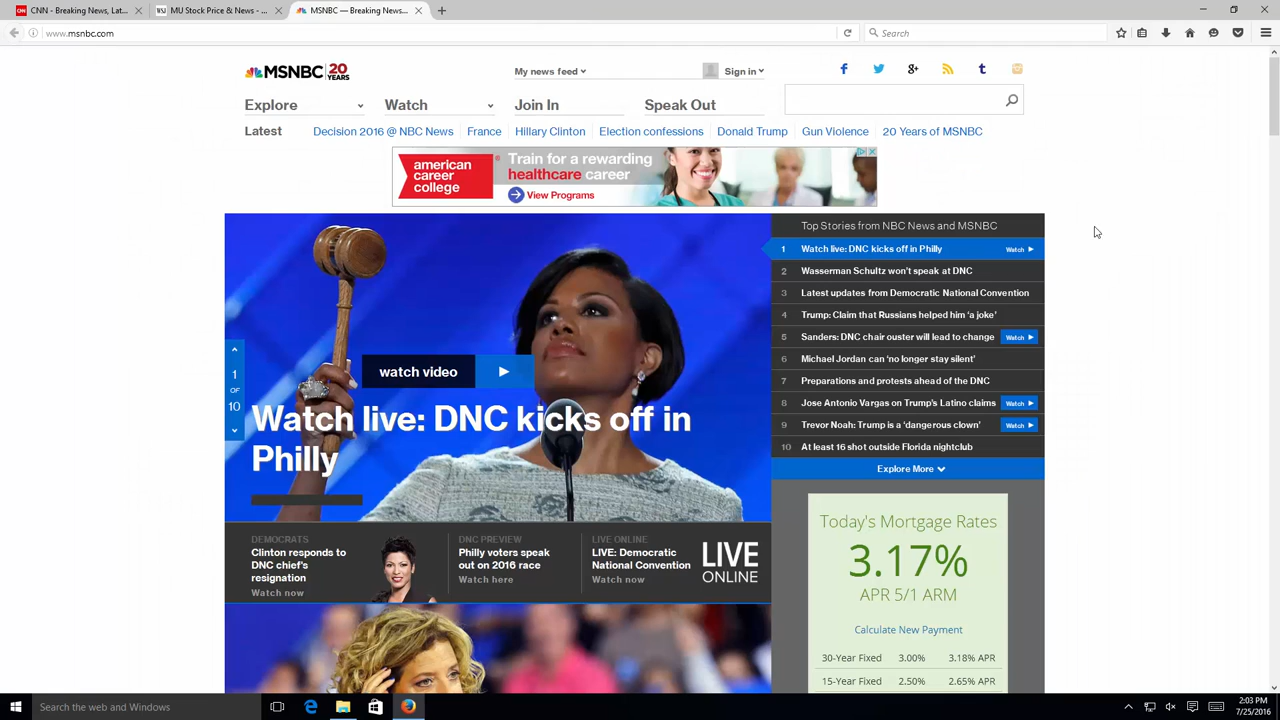 CNN - Breaking News, Lat...
MU Stock Price & News - ...
MSNBC — Breaking News...
www.msnbc.com
Search
MSNBC 20 YEARS
My news feed
Sign in
Explore
Watch
Join In
Speak Out
Latest
Decision 2016 @ NBC News
France
Hillary Clinton
Election confessions
Donald Trump
Gun Violence
20 Years of MSNBC
american
career
college
Train for a rewarding
healthcare career
View Programs
Top Stories from NBC News and MSNBC
1 Watch live: DNC kicks off in Philly Watch
2 Wasserman Schultz won't speak at DNC
3 Latest updates from Democratic National Convention
4 Trump: Claim that Russians helped him 'a joke'
5 Sanders: DNC chair ouster will lead to change Watch
6 Michael Jordan can 'no longer stay silent'
7 Preparations and protests ahead of the DNC
8 Jose Antonio Vargas on Trump's Latino claims Watch
9 Trevor Noah: Trump is a 'dangerous clown' Watch
10 At least 16 shot outside Florida nightclub
Explore More
1
OF
10
watch video
Watch live: DNC kicks off in
Philly
DEMOCRATS
Clinton responds to
DNC chief's
resignation
Watch now
DNC PREVIEW
Philly voters speak
out on 2016 race
Watch here
LIVE ONLINE
LIVE: Democratic
National Convention
Watch now
LIVE
ONLINE
Today's Mortgage Rates
3.17%
APR 5/1 ARM
Calculate New Payment
30-Year Fixed 3.00% 3.18% APR
15-Year Fixed 2.50% 2.65% APR
Search the web and Windows
2:03 PM
7/25/2016